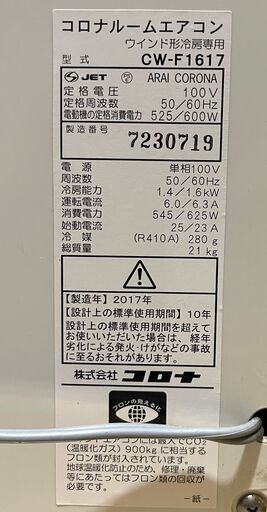 コロナルームエアコン
ウインド形冷房専用
型式 CW-F1617
JET ARAI CORONA
定格電圧 100V
定格周波数 50/60Hz
電動機の定格消費電力 525/600W
製造番号 7230719
電源 単相100V
周波数 50/60Hz
冷房能力 1.4/1.6kW
運転電流 6.0/6.3A
消費電力 545/625W
始動電流 25/23A
冷媒 (R410A) 280g
総質量 21kg
【製造年】2017年
【設計上の標準使用期間】10年
設計上の標準使用期間を超えて
お使いいただいた場合は、経年
劣化による発火・けがなどの事故
に至るおそれがあります。
株式会社 コロナ
フロンの見える化
エアコンには最大でCO₂
(温暖化ガス)900kgに相当する
フロン類が封入されています。
地球温暖化防止のため、修理・廃棄
等にあたってはフロン類の回収が
必要です。
-紙-